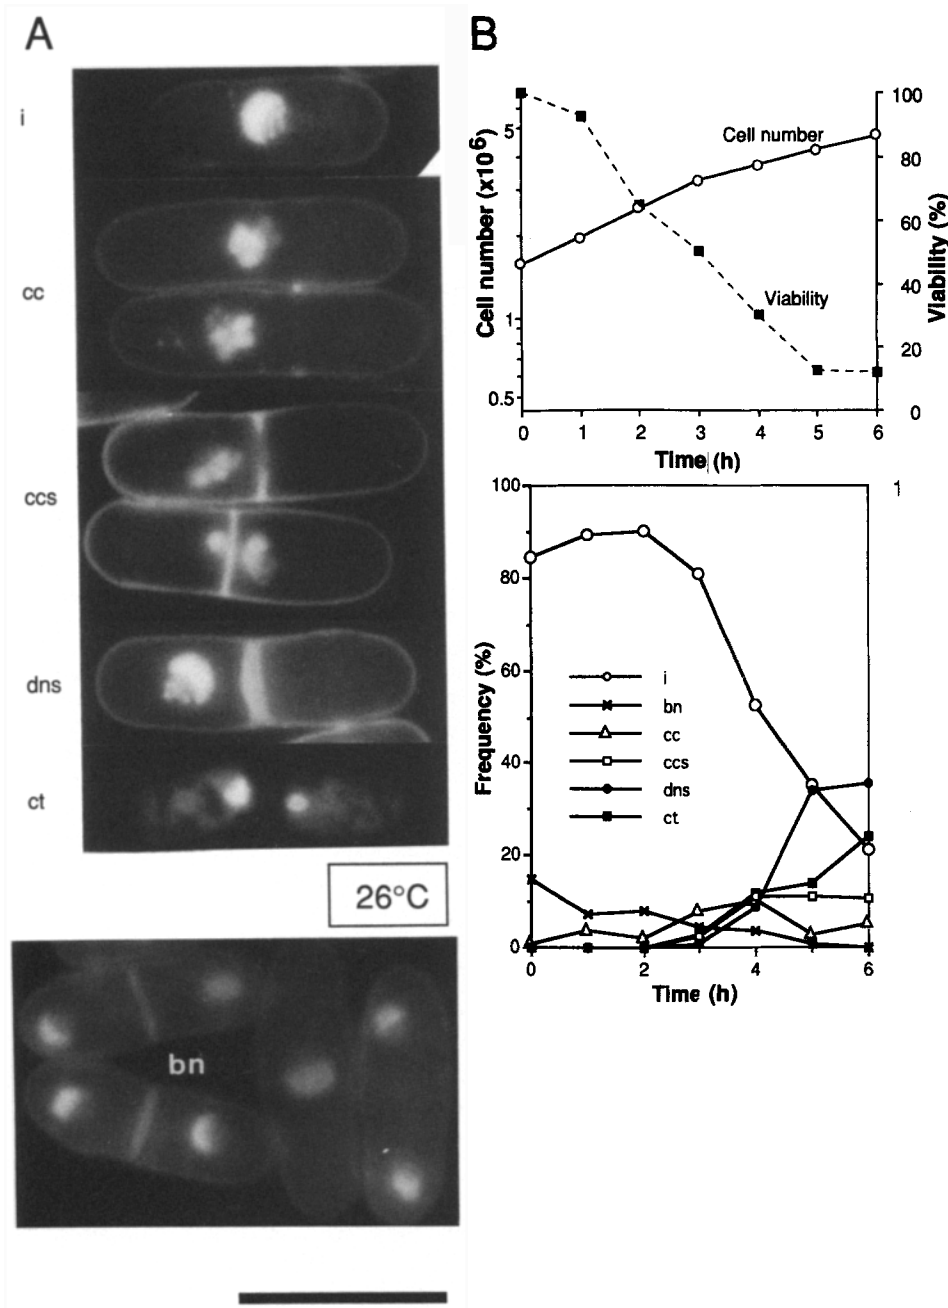 A
i
cc
ccs
dns
ct
26°C
bn
B
Cell number (x10⁶)
5
1
0.5
Cell number
Viability
100
80
60
40
20
0
Viability (%)
0 1 2 3 4 5 6
Time (h)
Frequency (%)
100
80
60
40
20
0
i
bn
cc
ccs
dns
ct
0 2 4 6
Time (h)
1